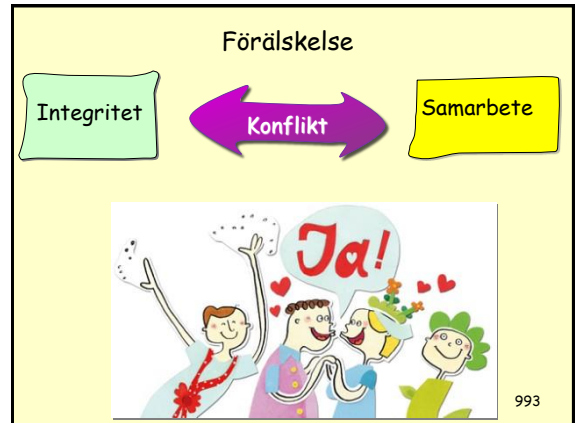 Förälskelse
Integritet
Konflikt
Samarbete
Ja!
993